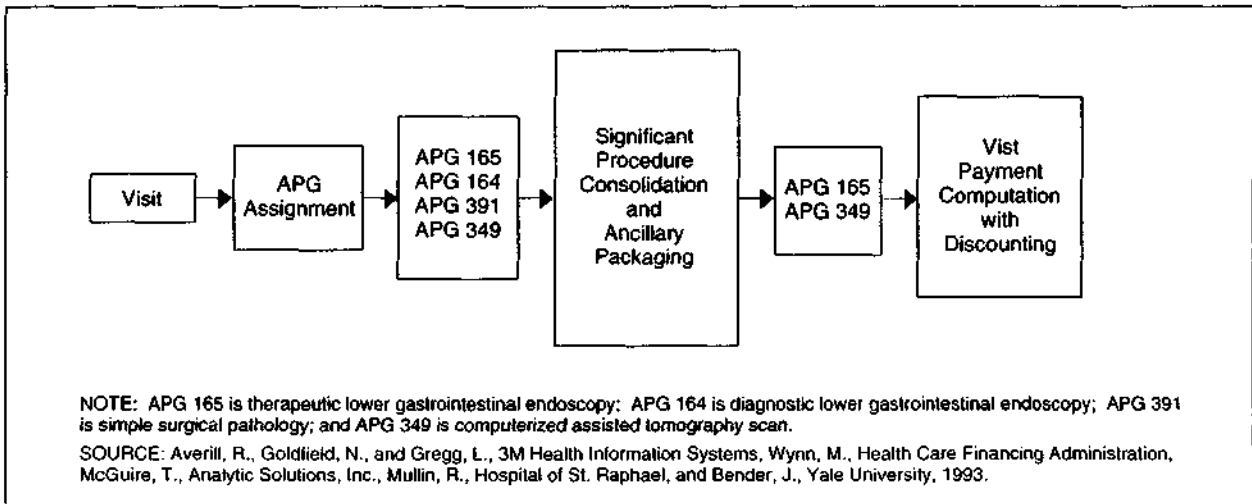 Visit
APG
Assignment
APG 165
APG 164
APG 391
APG 349
Significant
Procedure
Consolidation
and
Ancillary
Packaging
APG 165
APG 349
Vist
Payment
Computation
with
Discounting
NOTE: APG 165 is therapeutic lower gastrointestinal endoscopy; APG 164 is diagnostic lower gastrointestinal endoscopy; APG 391
is simple surgical pathology; and APG 349 is computerized assisted tomography scan.
SOURCE: Averill, R., Goldfield, N., and Gregg, L., 3M Health Information Systems, Wynn, M., Health Care Financing Administration,
McGuire, T., Analytic Solutions, Inc., Mullin, R., Hospital of St. Raphael, and Bender, J., Yale University, 1993.